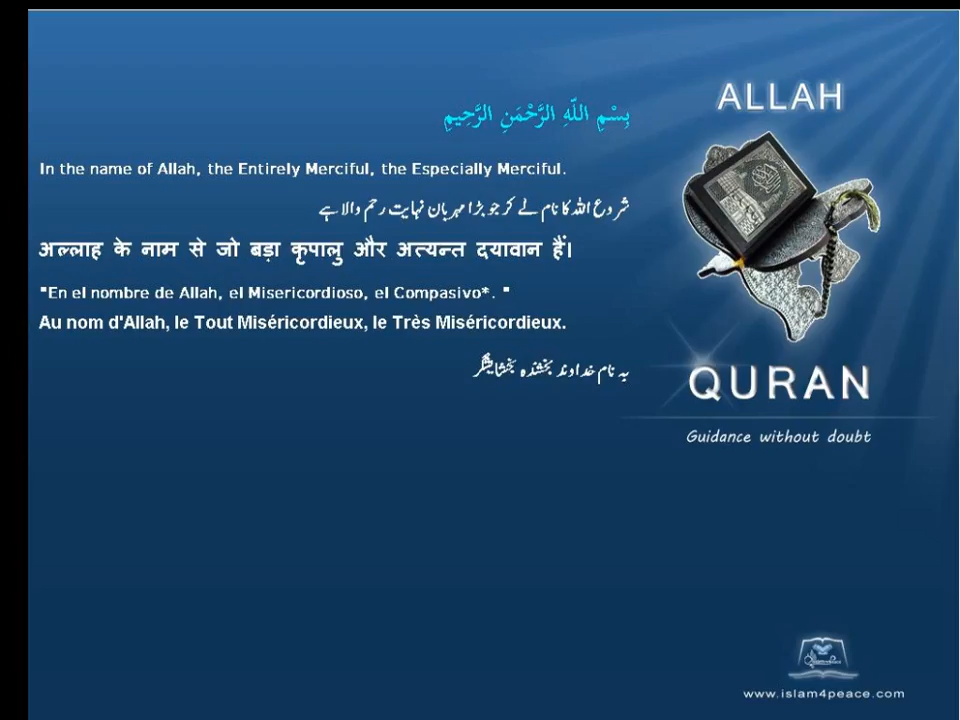 بِسْمِ اللَّهِ الرَّحْمَنِ الرَّحِيمِ
In the name of Allah, the Entirely Merciful, the Especially Merciful.
شروع الله کا نام لے کر جو بڑا مہربان نہایت رحم والا ہے
अल्लाह के नाम से जो बड़ा कृपालु और अत्यन्त दयावान हैं।
"En el nombre de Allah, el Misericordioso, el Compasivo*. "
Au nom d'Allah, le Tout Miséricordieux, le Très Miséricordieux.
به نام خداوند بخشنده بخشایشگر
ALLAH
QURAN
Guidance without doubt
www.islam4peace.com